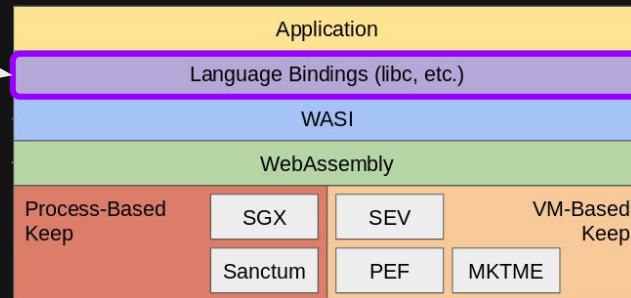 Application
Language Bindings (libc, etc.)
WASI
WebAssembly
Process-Based
Keep
SGX
Sanctum
SEV
PEF
MKTME
VM-Based
Keep